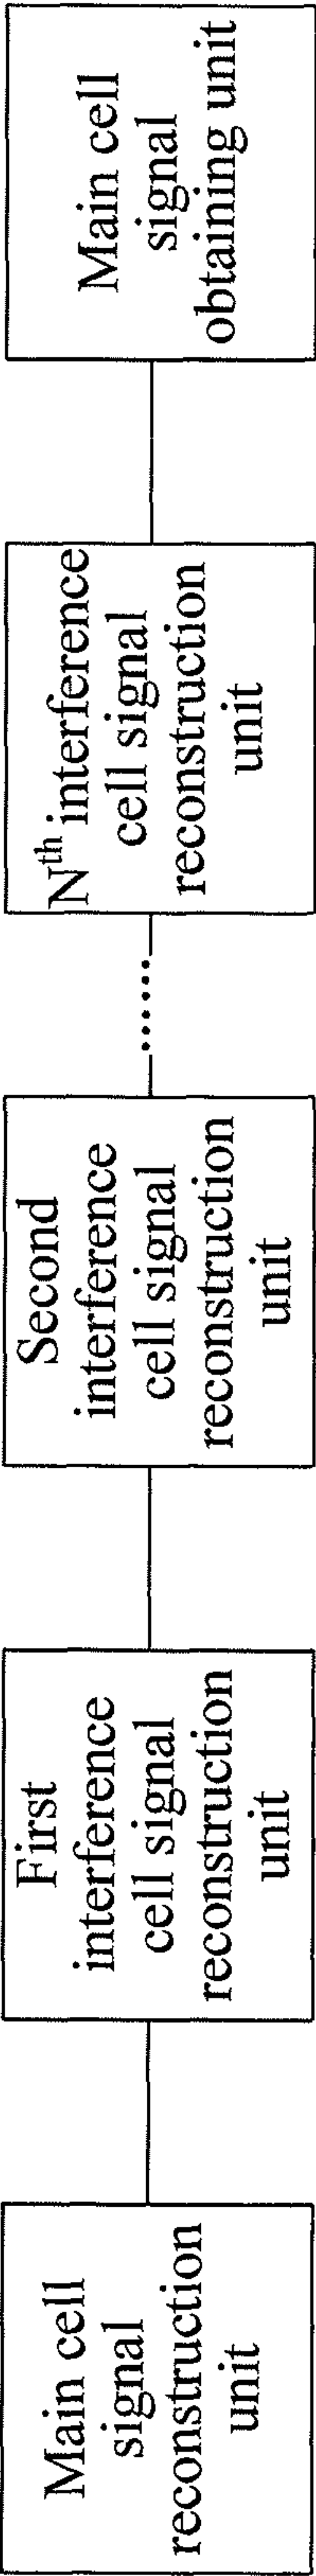 Main cell
signal
reconstruction
unit
First
interference
cell signal
reconstruction
unit
Second
interference
cell signal
reconstruction
unit
......
Nth interference
cell signal
reconstruction
unit
Main cell
signal
obtaining unit